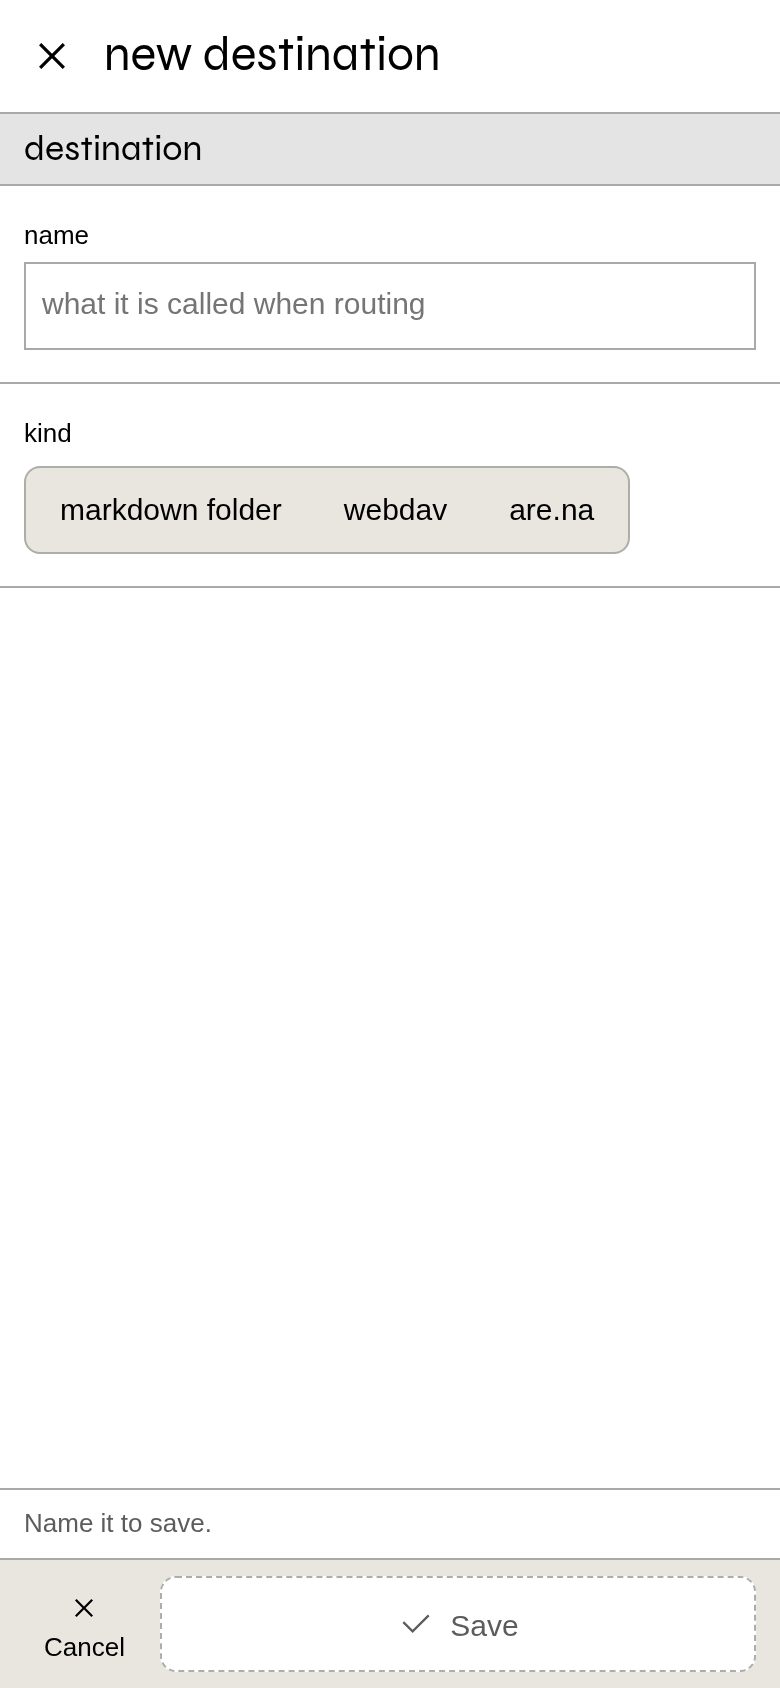 new destination
destination
name
what it is called when routing
kind
markdown folder webdav are.na
Name it to save.
Cancel
Save